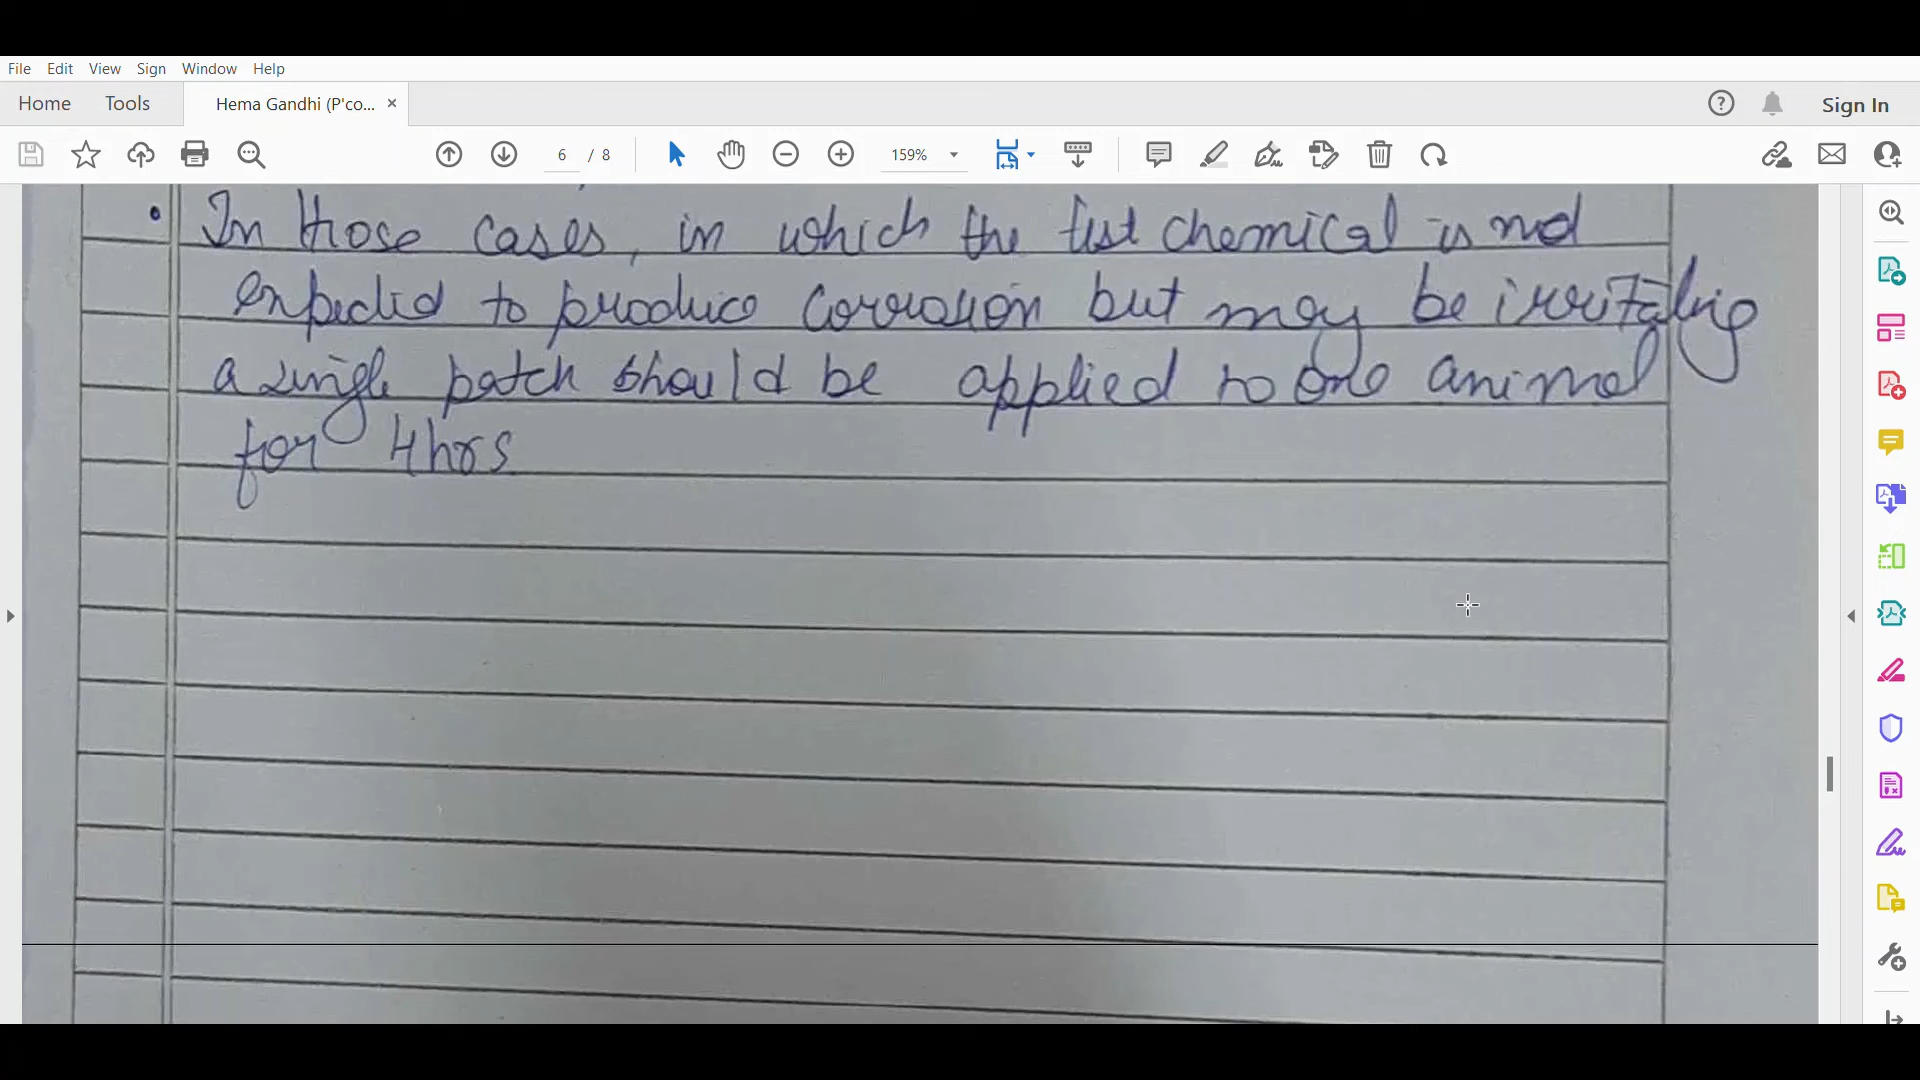 File Edit View Sign Window Help
Home Tools Hema Gandhi (P'co... × Sign In
6 / 8 159%
• In those cases, in which the test chemical is not
expected to produce corrosion but may be irritating
a single patch should be applied to one animal
for 4hrs